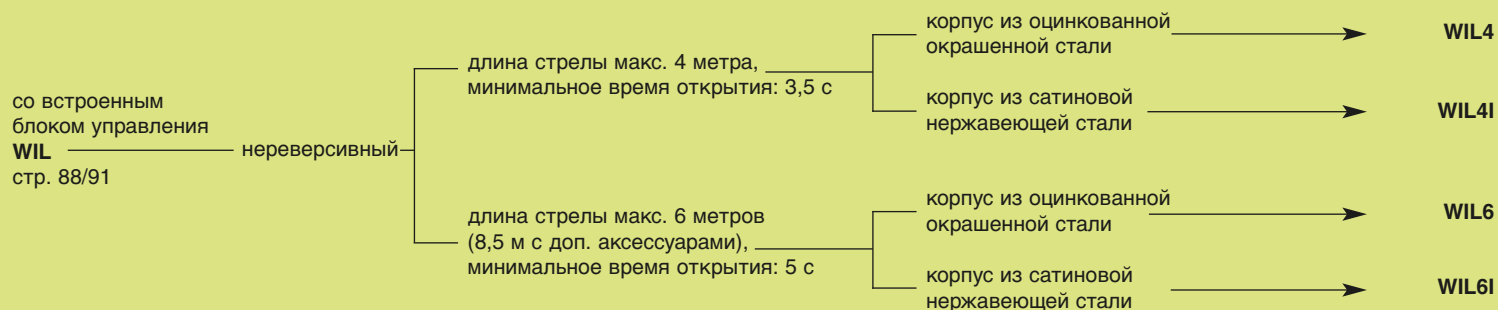 со встроенным
блоком управления
WIL
стр. 88/91
нереверсивный
длина стрелы макс. 4 метра,
минимальное время открытия: 3,5 с
корпус из оцинкованной
окрашенной стали
WIL4
корпус из сатиновой
нержавеющей стали
WIL4I
длина стрелы макс. 6 метров
(8,5 м с доп. аксессуарами),
минимальное время открытия: 5 с
корпус из оцинкованной
окрашенной стали
WIL6
корпус из сатиновой
нержавеющей стали
WIL6I